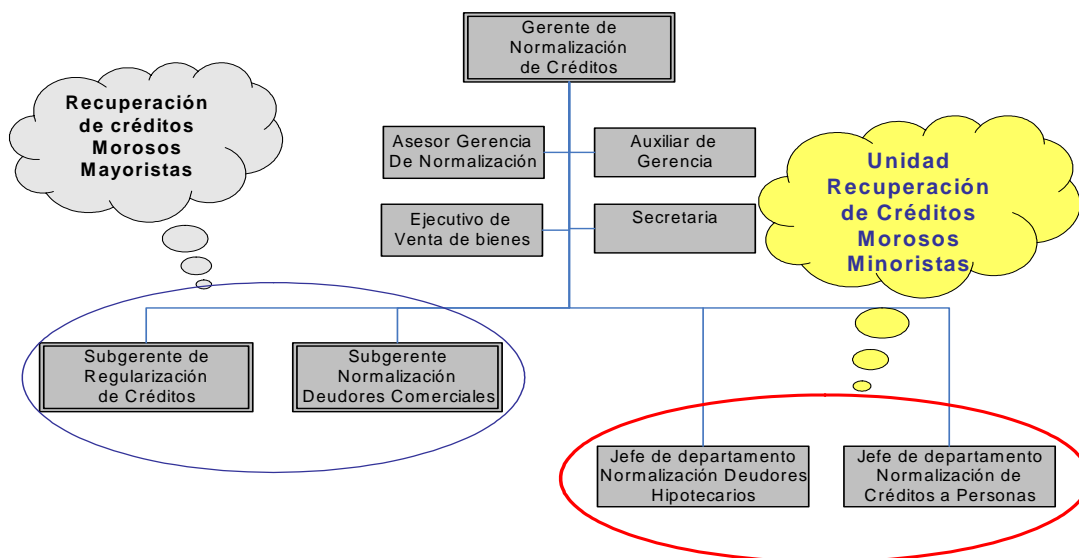 Gerente de
Normalización
de Créditos
Recuperación
de créditos
Morosos
Mayoristas
Asesor Gerencia
De Normalización
Auxiliar de
Gerencia
Ejecutivo de
Venta de bienes
Secretaria
Unidad
Recuperación
de Créditos
Morosos
Minoristas
Subgerente de
Regularización
de Créditos
Subgerente
Normalización
Deudores Comerciales
Jefe de departamento
Normalización Deudores
Hipotecarios
Jefe de departamento
Normalización de
Créditos a Personas